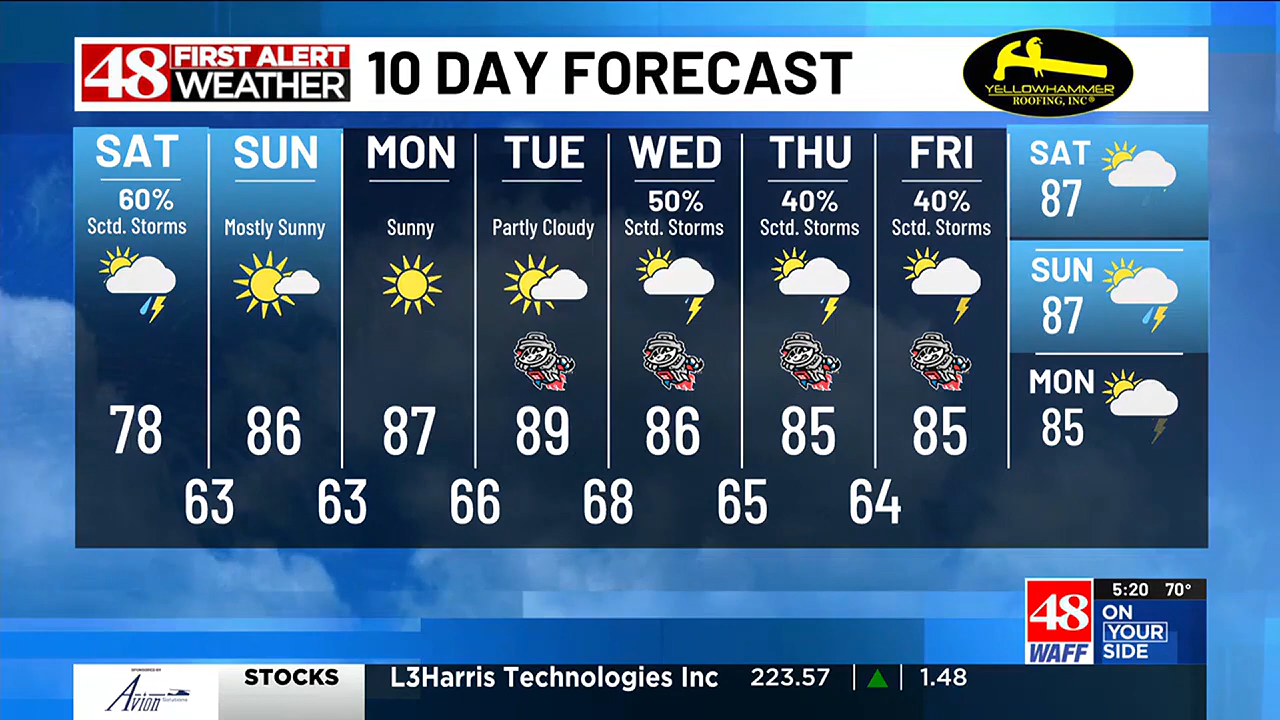 48 FIRST ALERT WEATHER
10 DAY FORECAST
YELLOWHAMMER
ROOFING, INC®
SAT
60%
Sctd. Storms
78
SUN
Mostly Sunny
86
MON
Sunny
87
TUE
Partly Cloudy
89
WED
50%
Sctd. Storms
86
THU
40%
Sctd. Storms
85
FRI
40%
Sctd. Storms
85
63
63
66
68
65
64
SAT
87
SUN
87
MON
85
48
WAFF
5:20 70°
ON
YOUR
SIDE
SPONSORED BY
Avion
Solutions
STOCKS
L3Harris Technologies Inc 223.57 | ▲ | 1.48